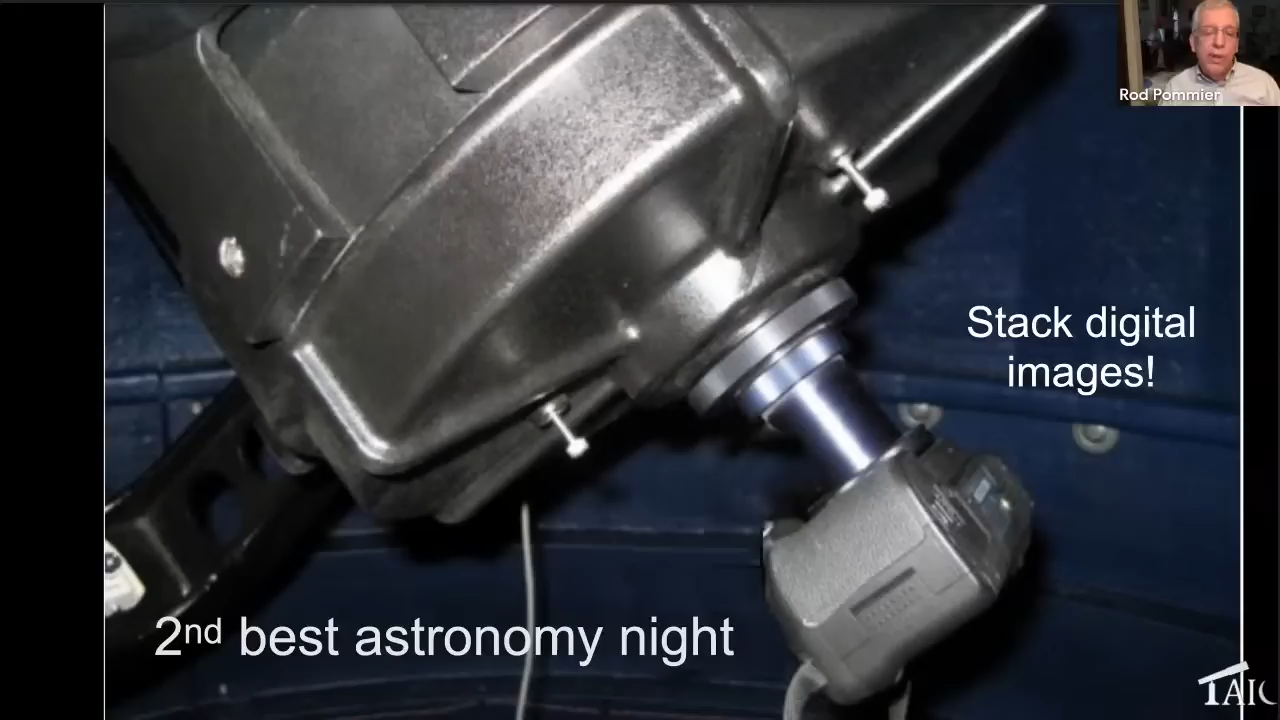 Rod Pommier
Stack digital
images!
2nd best astronomy night
TAIC